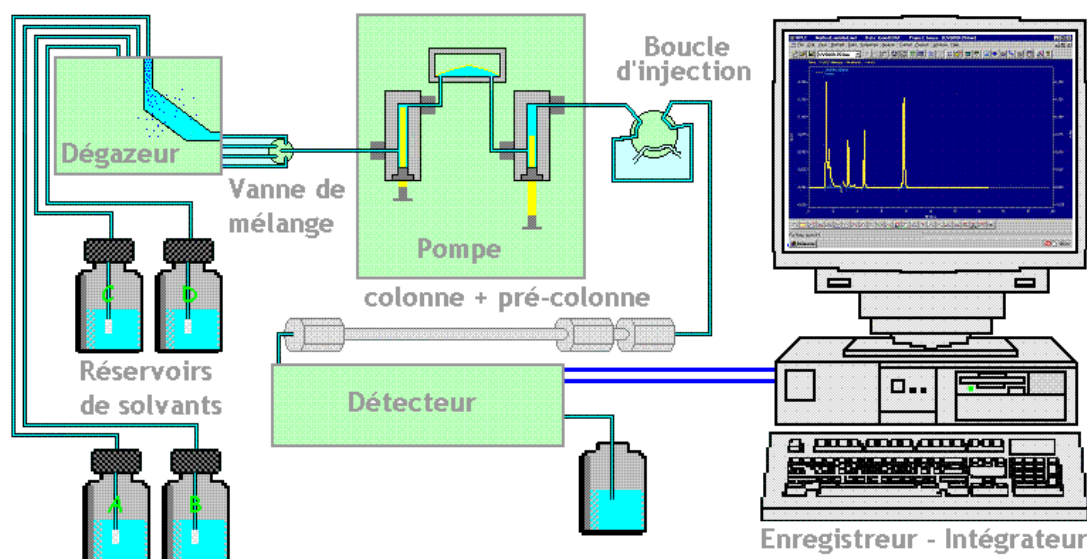 Boucle
d'injection
Dégazeur
Vanne de
mélange
Pompe
colonne + pré-colonne
C
D
Réservoirs
de solvants
Détecteur
A
B
Enregistreur - Intégrateur